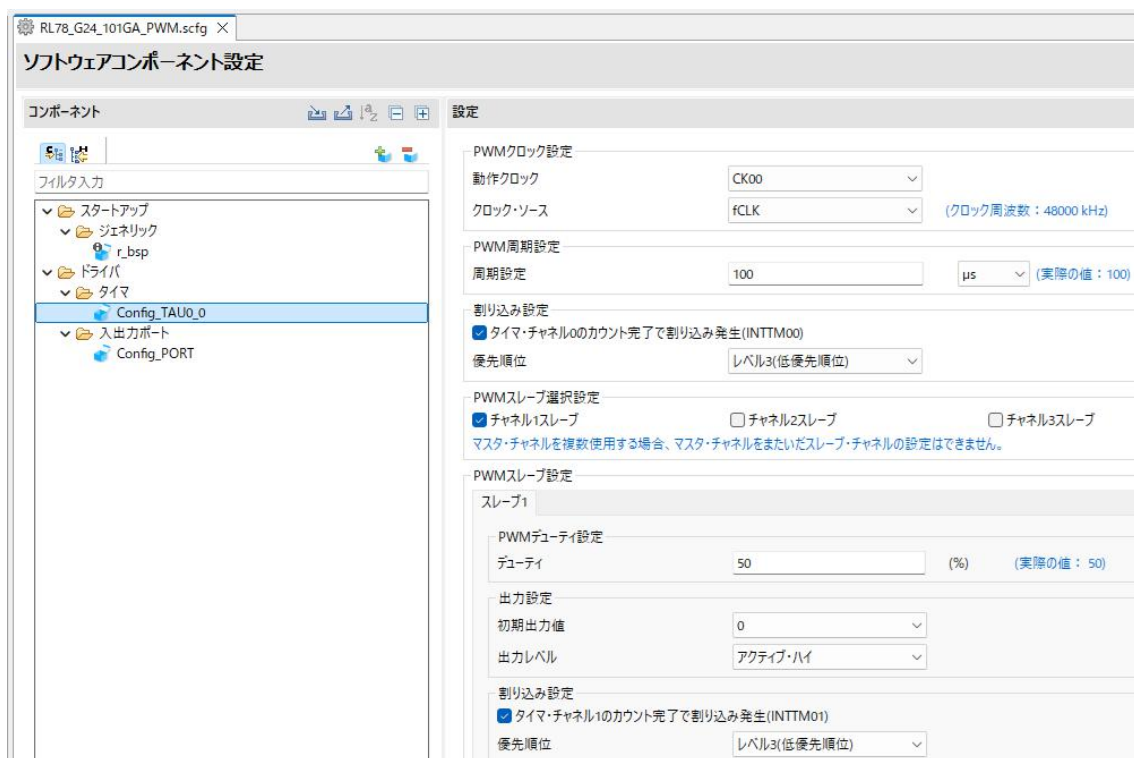 RL78_G24_101GA_PWM.scfg
ソフトウェアコンポーネント設定
コンポーネント
フィルタ入力
スタートアップ
ジェネリック
r_bsp
ドライバ
タイマ
Config_TAU0_0
入出力ポート
Config_PORT
設定
PWMクロック設定
動作クロック CK00
クロック・ソース fCLK (クロック周波数：48000 kHz)
PWM周期設定
周期設定 100 µs (実際の値：100)
割り込み設定
タイマ・チャネル0のカウント完了で割り込み発生(INTTM00)
優先順位 レベル3(低優先順位)
PWMスレーブ選択設定
チャネル1スレーブ チャネル2スレーブ チャネル3スレーブ
マスタ・チャネルを複数使用する場合、マスタ・チャネルをまたいだスレーブ・チャネルの設定はできません。
PWMスレーブ設定
スレーブ1
PWMデューティ設定
デューティ 50 (%) (実際の値： 50)
出力設定
初期出力値 0
出力レベル アクティブ・ハイ
割り込み設定
タイマ・チャネル1のカウント完了で割り込み発生(INTTM01)
優先順位 レベル3(低優先順位)